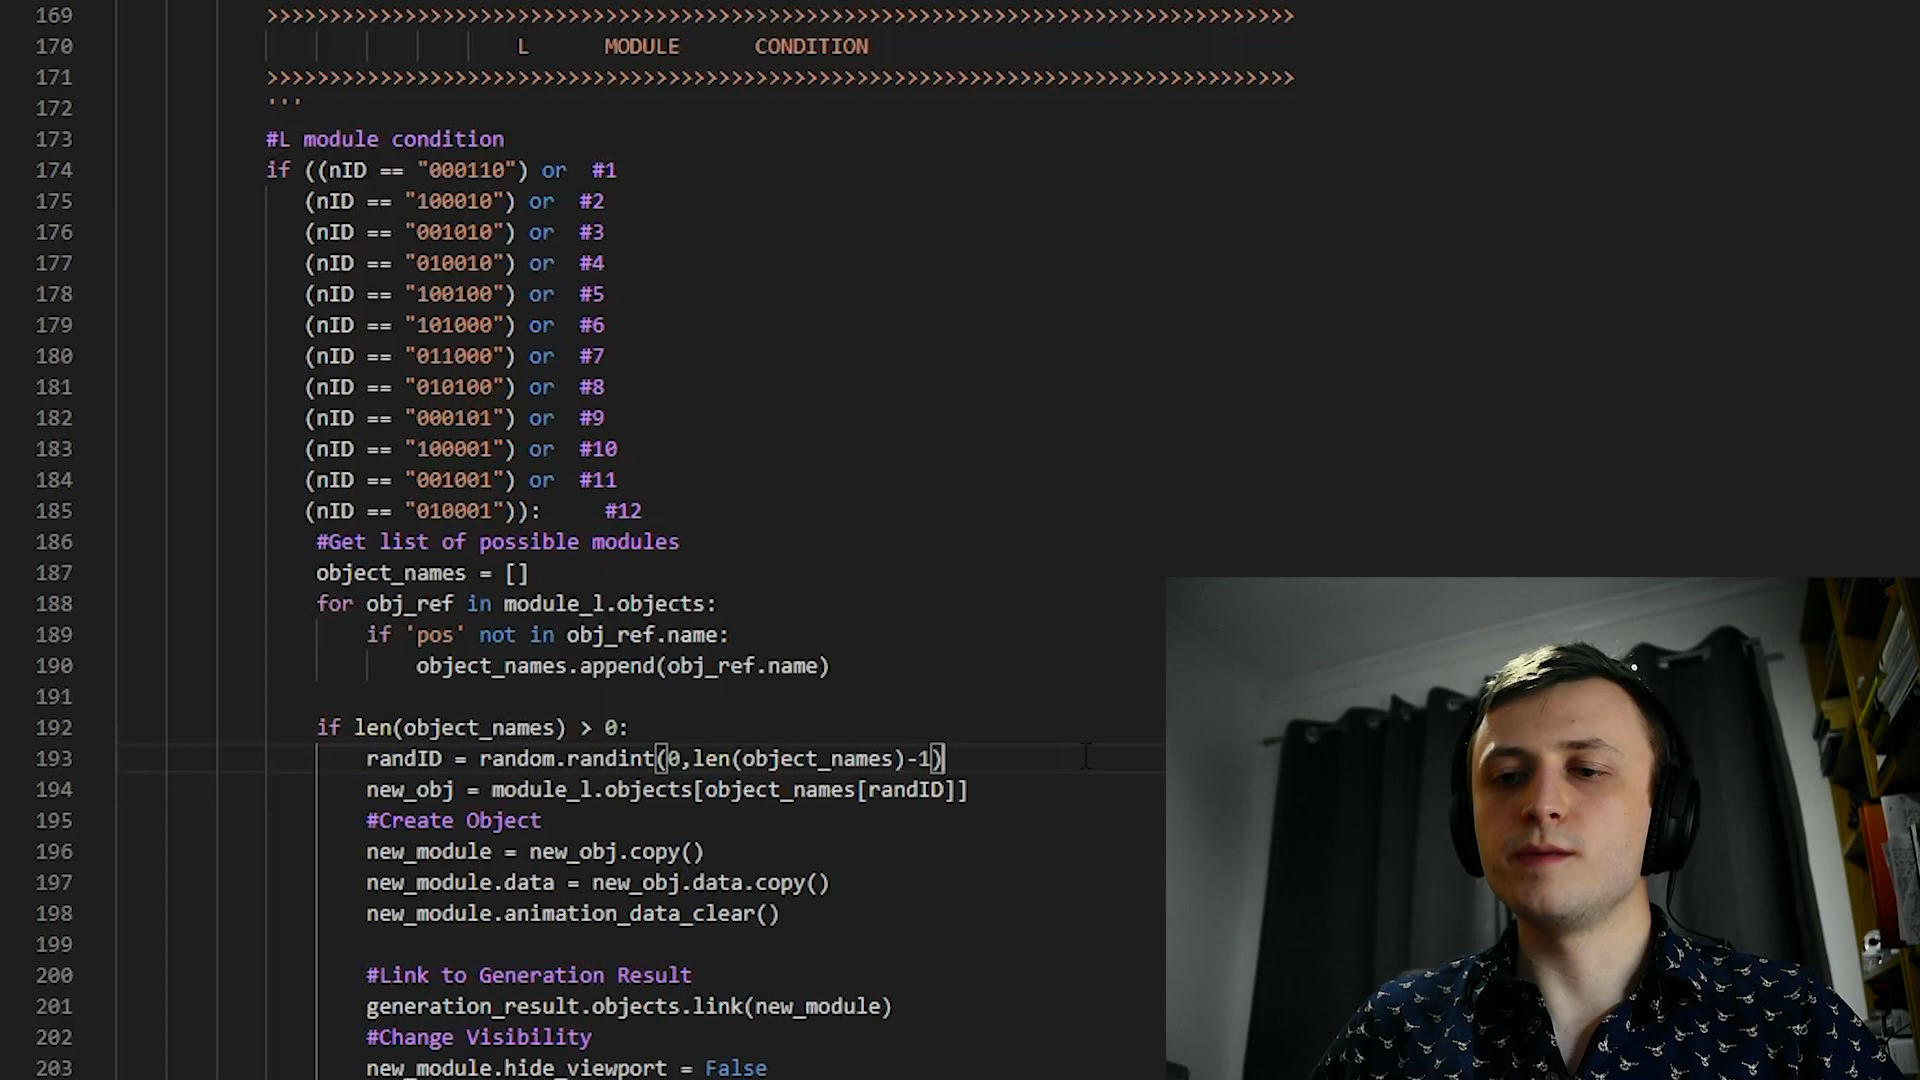 169 >>>>>>>>>>>>>>>>>>>>>>>>>>>>>>>>>>>>>>>>>>>>>>>>>>>>>>>>>>>>>>>>>>>>>>>>>>>>>>>>>>
170 L MODULE CONDITION
171 >>>>>>>>>>>>>>>>>>>>>>>>>>>>>>>>>>>>>>>>>>>>>>>>>>>>>>>>>>>>>>>>>>>>>>>>>>>>>>>>>>
172 '''
173 #L module condition
174 if ((nID == "000110") or #1
175 (nID == "100010") or #2
176 (nID == "001010") or #3
177 (nID == "010010") or #4
178 (nID == "100100") or #5
179 (nID == "101000") or #6
180 (nID == "011000") or #7
181 (nID == "010100") or #8
182 (nID == "000101") or #9
183 (nID == "100001") or #10
184 (nID == "001001") or #11
185 (nID == "010001")): #12
186 #Get list of possible modules
187 object_names = []
188 for obj_ref in module_l.objects:
189 if 'pos' not in obj_ref.name:
190 object_names.append(obj_ref.name)
191
192 if len(object_names) > 0:
193 randID = random.randint(0,len(object_names)-1)
194 new_obj = module_l.objects[object_names[randID]]
195 #Create Object
196 new_module = new_obj.copy()
197 new_module.data = new_obj.data.copy()
198 new_module.animation_data_clear()
199
200 #Link to Generation Result
201 generation_result.objects.link(new_module)
202 #Change Visibility
203 new_module.hide_viewport = False